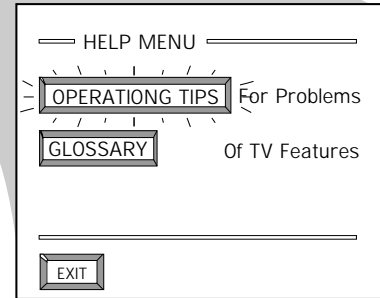 HELP MENU
OPERATIONG TIPS For Problems
GLOSSARY Of TV Features
EXIT